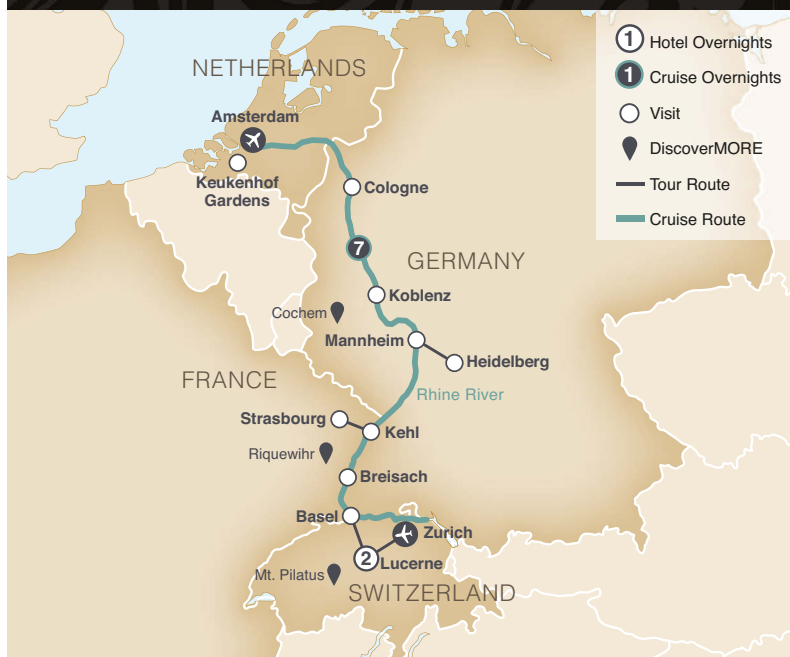 1 Hotel Overnights
1 Cruise Overnights
Visit
DiscoverMORE
Tour Route
Cruise Route
NETHERLANDS
Amsterdam
Keukenhof
Gardens
Cologne
7
GERMANY
Koblenz
Cochem
Mannheim
Heidelberg
FRANCE
Rhine River
Strasbourg
Kehl
Riquewihr
Breisach
Basel
Zurich
2 Lucerne
Mt. Pilatus
SWITZERLAND